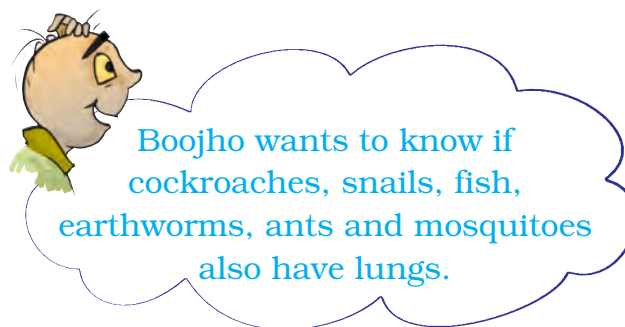 Boojho wants to know if
cockroaches, snails, fish,
earthworms, ants and mosquitoes
also have lungs.